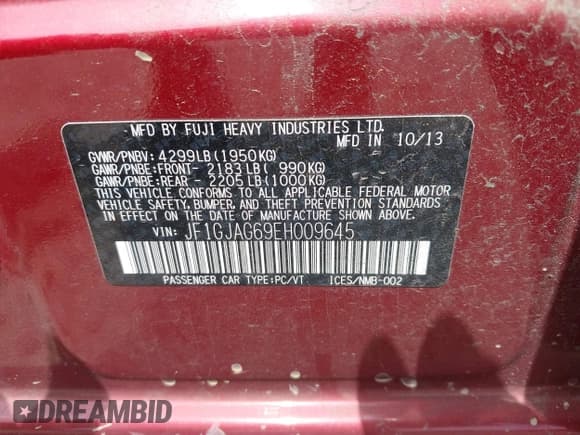 MFD BY FUJI HEAVY INDUSTRIES LTD.
MFD IN 10/13
GVWR/PNBV: 4299LB(1950KG)
GAWR/PNBE:FRONT- 2183LB( 990KG)
GAWR/PNBE:REAR - 2205LB(1000KG)
THIS VEHICLE CONFORMS TO ALL APPLICABLE FEDERAL MOTOR
VEHICLE SAFETY, BUMPER, AND THEFT PREVENTION STANDARDS
IN EFFECT ON THE DATE OF MANUFACTURE SHOWN ABOVE.
VIN: JF1GJAG69EH009645
PASSENGER CAR TYPE:PC/VT ICES/NMB-002
DREAMBID